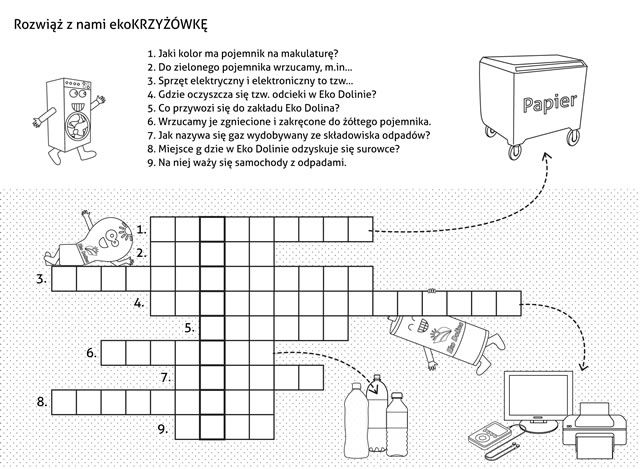 Rozwiąż z nami ekoKRZYŻÓWKĘ
1. Jaki kolor ma pojemnik na makulaturę?
2. Do zielonego pojemnika wrzucamy, m.in...
3. Sprzęt elektryczny i elektroniczny to tzw...
4. Gdzie oczyszcza się tzw. odcieki w Eko Dolinie?
5. Co przywozi się do zakładu Eko Dolina?
6. Wrzucamy je zgniecione i zakręcone do żółtego pojemnika.
7. Jak nazywa się gaz wydobywany ze składowiska odpadów?
8. Miejsce g dzie w Eko Dolinie odzyskuje się surowce?
9. Na niej waży się samochody z odpadami.
Papier
1.
2.
3.
4.
5.
Eko Dolina
6.
7.
8.
9.